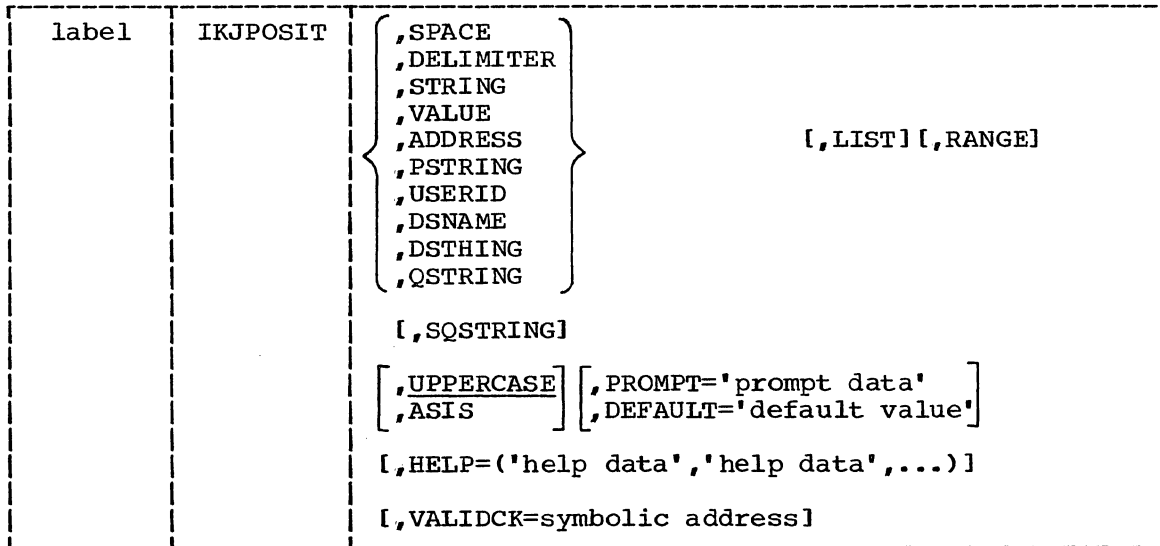 label IKJPOSIT ,SPACE
,DELIMITER
,STRING
,VALUE
,ADDRESS [,LIST][,RANGE]
,PSTRING
,USERID
,DSNAME
,DSTHING
,QSTRING
[,SQSTRING]
[,UPPERCASE] [,PROMPT='prompt data']
[,ASIS] [,DEFAULT='default value']
[,HELP=('help data','help data',...)]
[,VALIDCK=symbolic address]